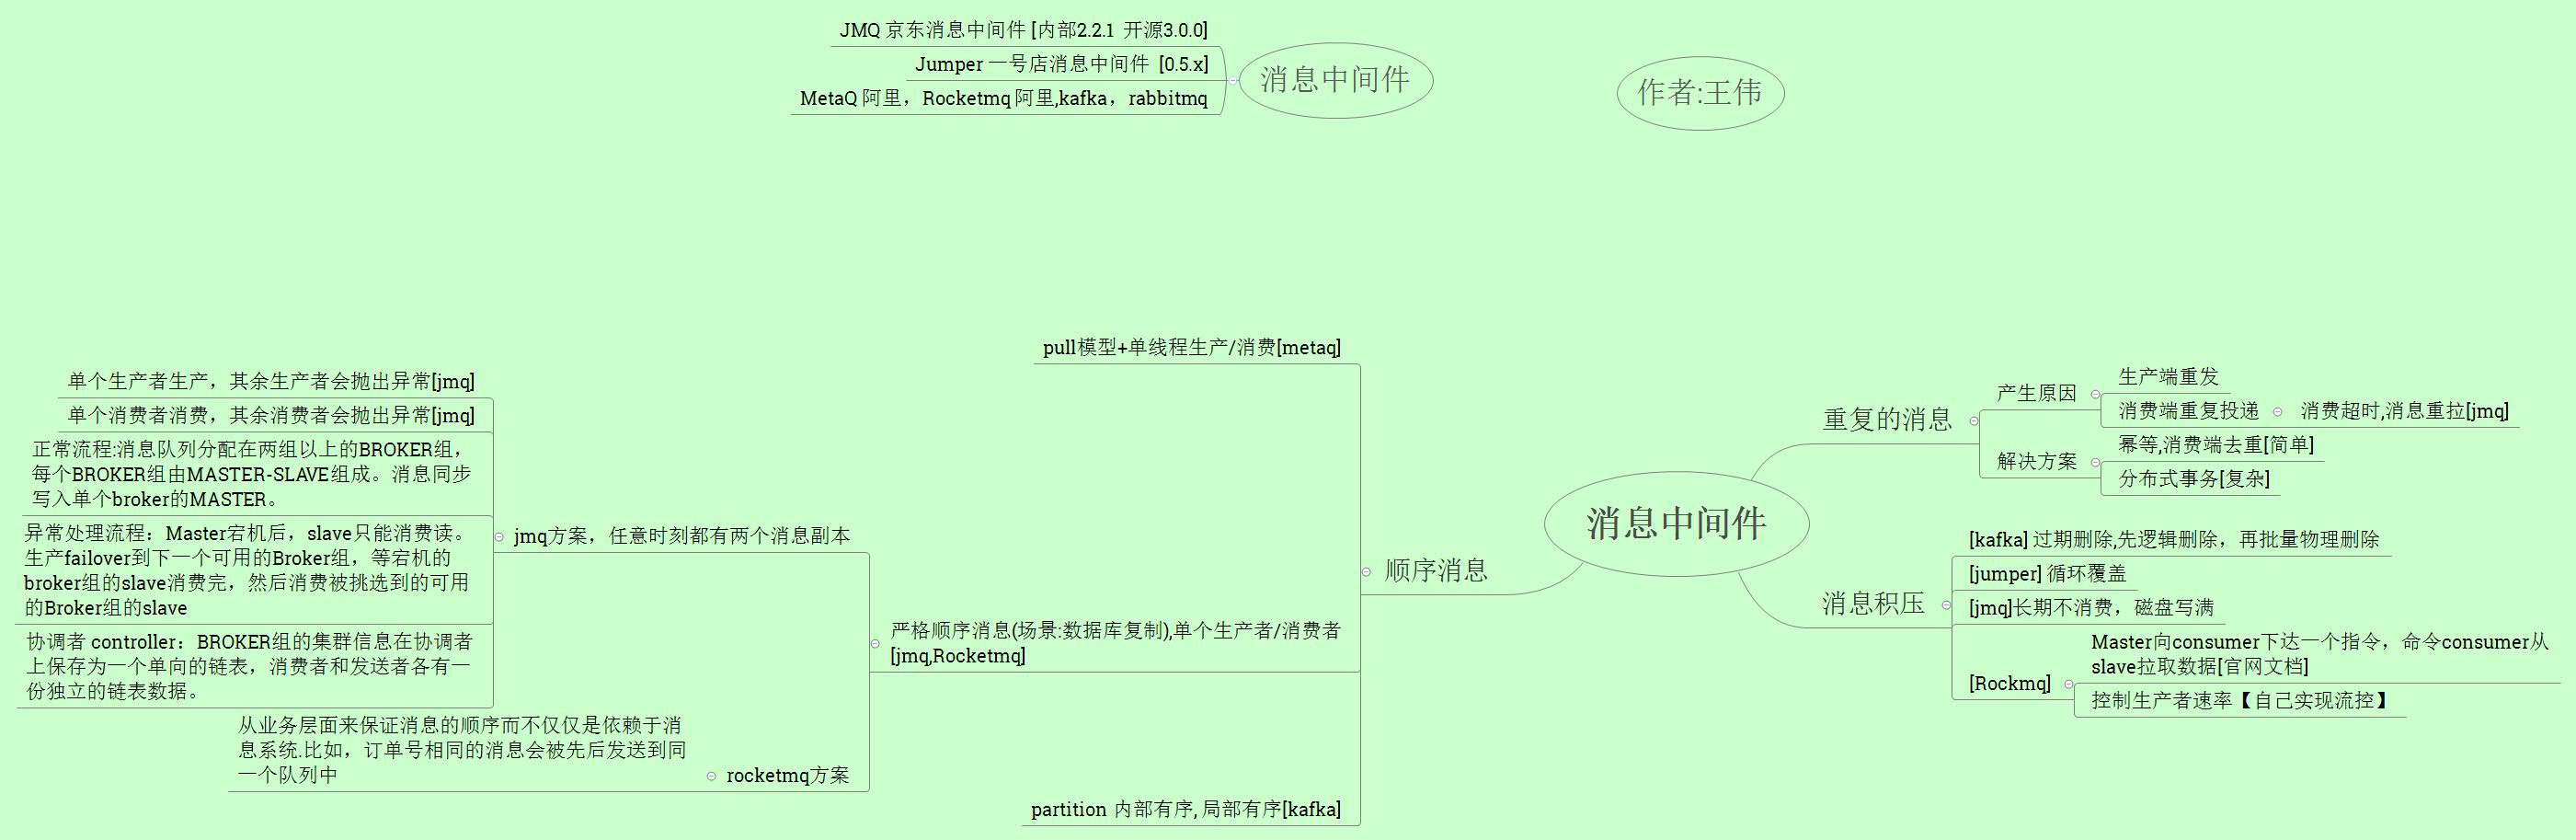 JMQ 京东消息中间件 [内部2.2.1 开源3.0.0]
Jumper 一号店消息中间件 [0.5.x]
MetaQ 阿里，Rocketmq 阿里,kafka，rabbitmq
消息中间件
作者:王伟
消息中间件
重复的消息
产生原因
生产端重发
消费端重复投递
消费超时,消息重拉[jmq]
解决方案
幂等,消费端去重[简单]
分布式事务[复杂]
消息积压
[kafka] 过期删除,先逻辑删除，再批量物理删除
[jumper] 循环覆盖
[jmq]长期不消费，磁盘写满
[Rockmq]
Master向consumer下达一个指令，命令consumer从
slave拉取数据[官网文档]
控制生产者速率【自己实现流控】
顺序消息
pull模型+单线程生产/消费[metaq]
严格顺序消息(场景:数据库复制),单个生产者/消费者
[jmq,Rocketmq]
jmq方案，任意时刻都有两个消息副本
单个生产者生产，其余生产者会抛出异常[jmq]
单个消费者消费，其余消费者会抛出异常[jmq]
正常流程:消息队列分配在两组以上的BROKER组，
每个BROKER组由MASTER-SLAVE组成。消息同步
写入单个broker的MASTER。
异常处理流程：Master宕机后，slave只能消费读。
生产failover到下一个可用的Broker组，等宕机的
broker组的slave消费完，然后消费被挑选到的可用
的Broker组的slave
协调者 controller：BROKER组的集群信息在协调者
上保存为一个单向的链表，消费者和发送者各有一
份独立的链表数据。
rocketmq方案
从业务层面来保证消息的顺序而不仅仅是依赖于消
息系统.比如，订单号相同的消息会被先后发送到同
一个队列中
partition 内部有序, 局部有序[kafka]